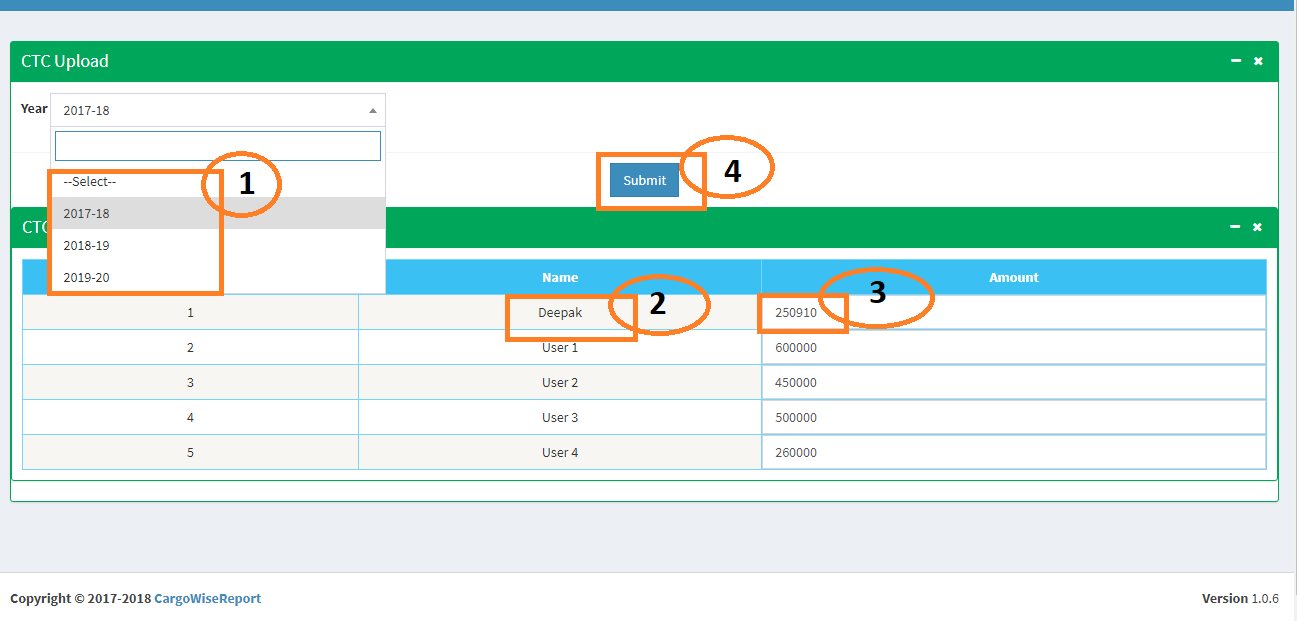 CTC Upload
Year 2017-18
--Select-- 1
2017-18
2018-19
2019-20
Submit 4
CTC
Name Amount
1 Deepak 2 250910 3
2 User 1 600000
3 User 2 450000
4 User 3 500000
5 User 4 260000
Copyright © 2017-2018 CargoWiseReport Version 1.0.6